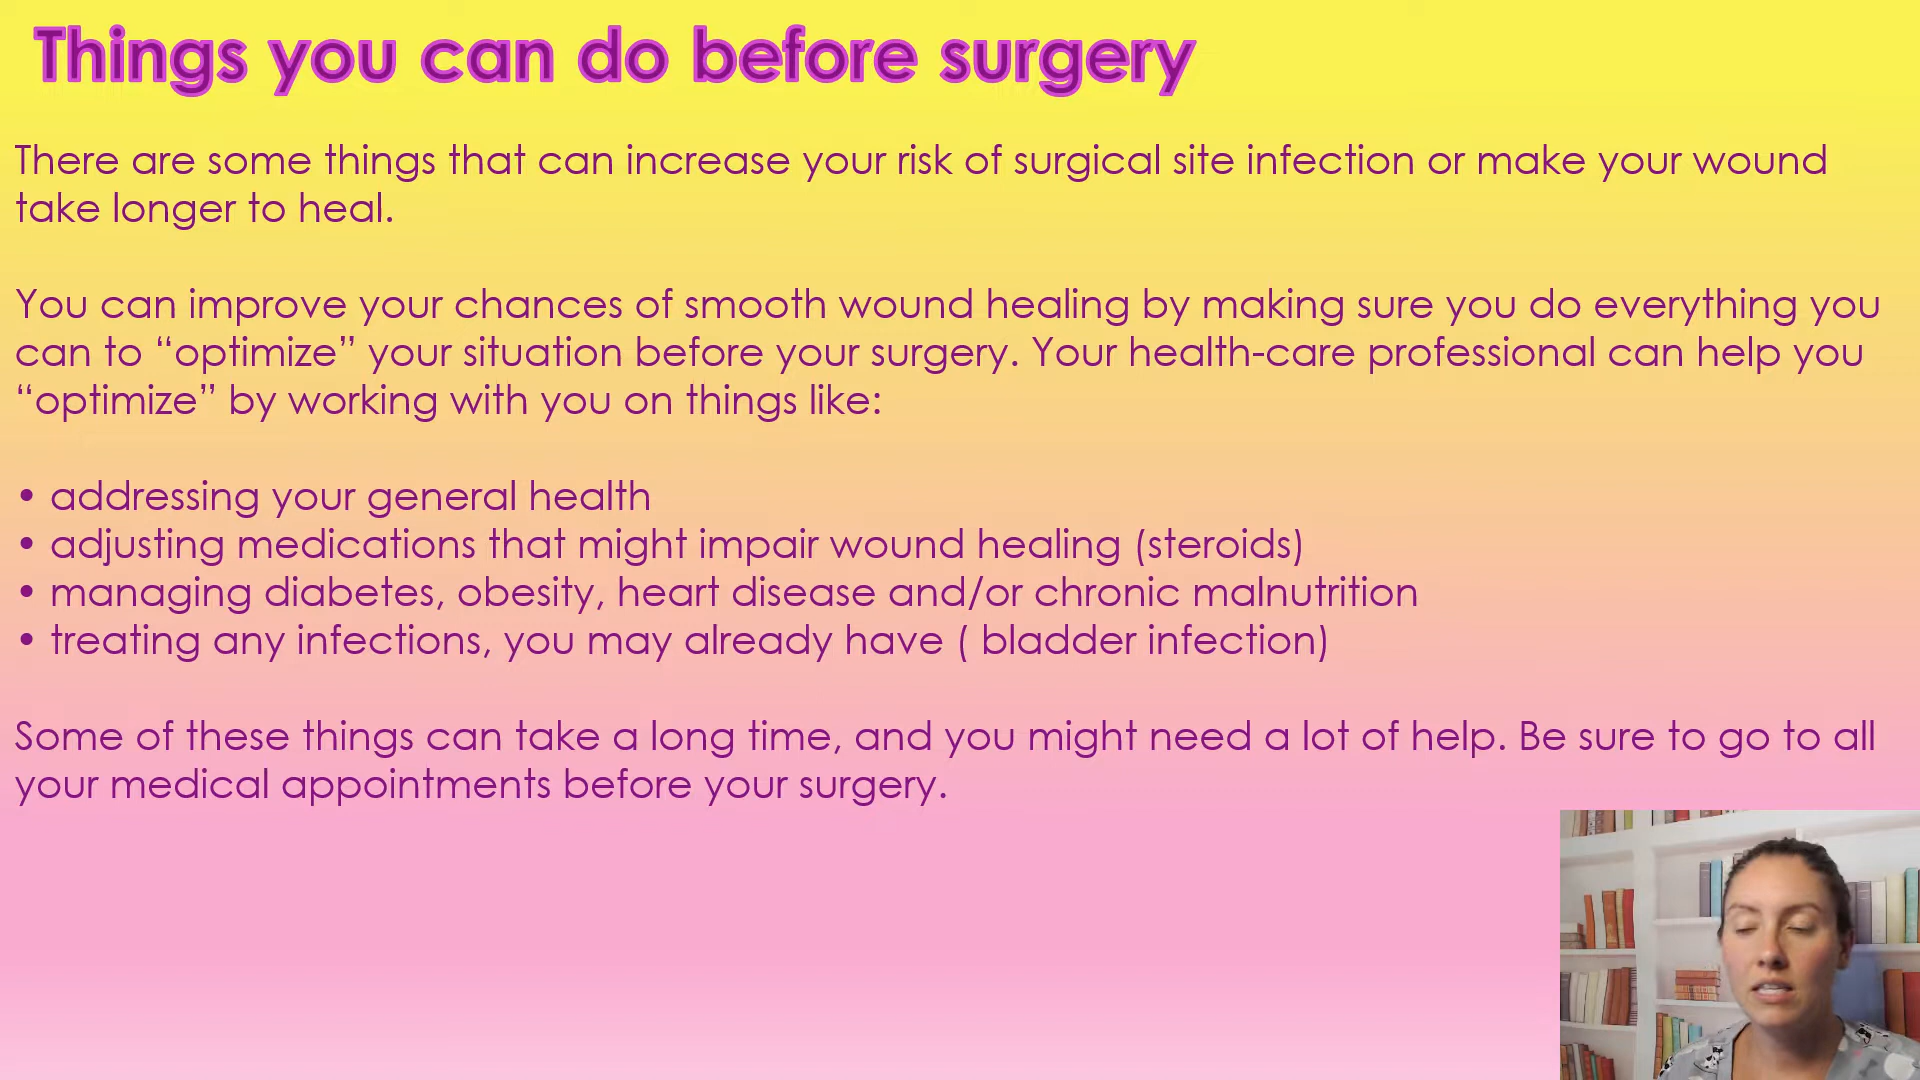 Things you can do before surgery
There are some things that can increase your risk of surgical site infection or make your wound
take longer to heal.
You can improve your chances of smooth wound healing by making sure you do everything you
can to “optimize” your situation before your surgery. Your health-care professional can help you
“optimize” by working with you on things like:
• addressing your general health
• adjusting medications that might impair wound healing (steroids)
• managing diabetes, obesity, heart disease and/or chronic malnutrition
• treating any infections, you may already have ( bladder infection)
Some of these things can take a long time, and you might need a lot of help. Be sure to go to all
your medical appointments before your surgery.